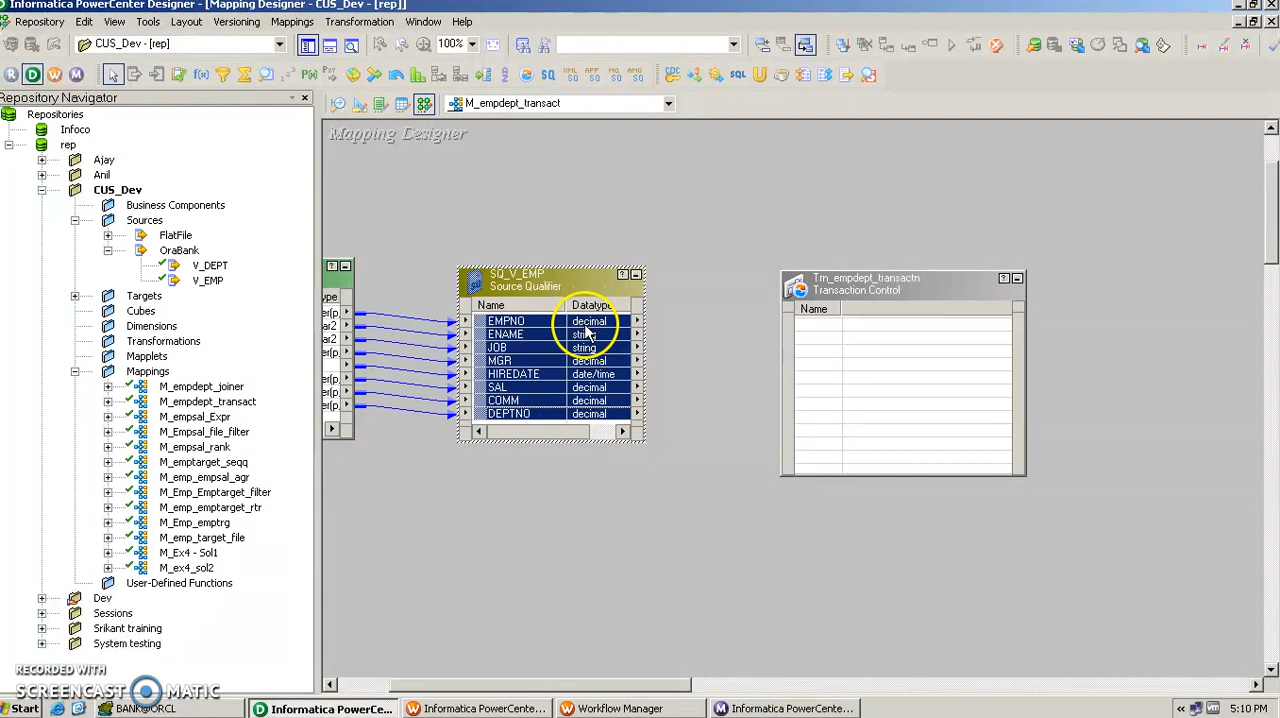 Informatica PowerCenter Designer - [Mapping Designer - CUS_Dev - [rep]]
Repository Edit View Tools Layout Versioning Mappings Transformation Window Help
CUS_Dev - [rep]
100%
Repository Navigator
M_empdept_transact
Mapping Designer
Repositories
Infoco
rep
Ajay
Anil
CUS_Dev
Business Components
Sources
FlatFile
OraBank
V_DEPT
V_EMP
Targets
Cubes
Dimensions
Transformations
Mapplets
Mappings
M_empdept_joiner
M_empdept_transact
M_empsal_Expr
M_Empsal_file_filter
M_empsal_rank
M_emptarget_seqq
M_emp_empsal_agr
M_Emp_Emptarget_filter
M_emp_emptarget_rtr
M_Emp_emptrg
M_emp_target_file
M_Ex4 - Sol1
M_ex4_sol2
User-Defined Functions
Dev
Sessions
Srikant training
System testing
SQ_V_EMP
Source Qualifier
Name Datatype
EMPNO decimal
ENAME string
JOB string
MGR decimal
HIREDATE date/time
SAL decimal
COMM decimal
DEPTNO decimal
Trn_empdept_transactn
Transaction Control
Name
RECORDED WITH
SCREENCAST MATIC
Start
BANK@ORCL
Informatica PowerCe...
Informatica PowerCente...
Workflow Manager
Informatica PowerCente...
5:10 PM